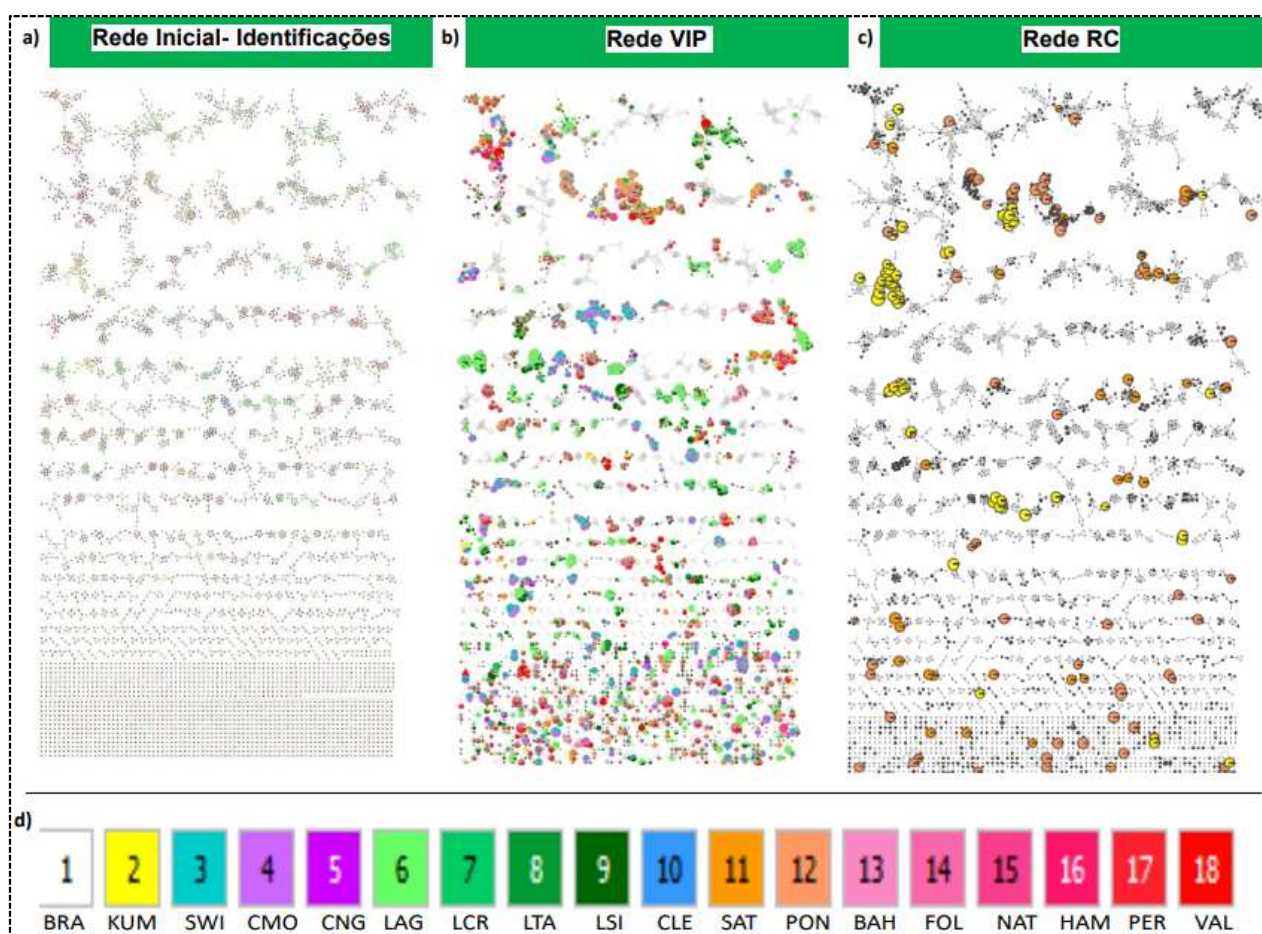 a) Rede Inicial- Identificações
b) Rede VIP
c) Rede RC
d)
1 2 3 4 5 6 7 8 9 10 11 12 13 14 15 16 17 18
BRA KUM SWI CMO CNG LAG LCR LTA LSI CLE SAT PON BAH FOL NAT HAM PER VAL